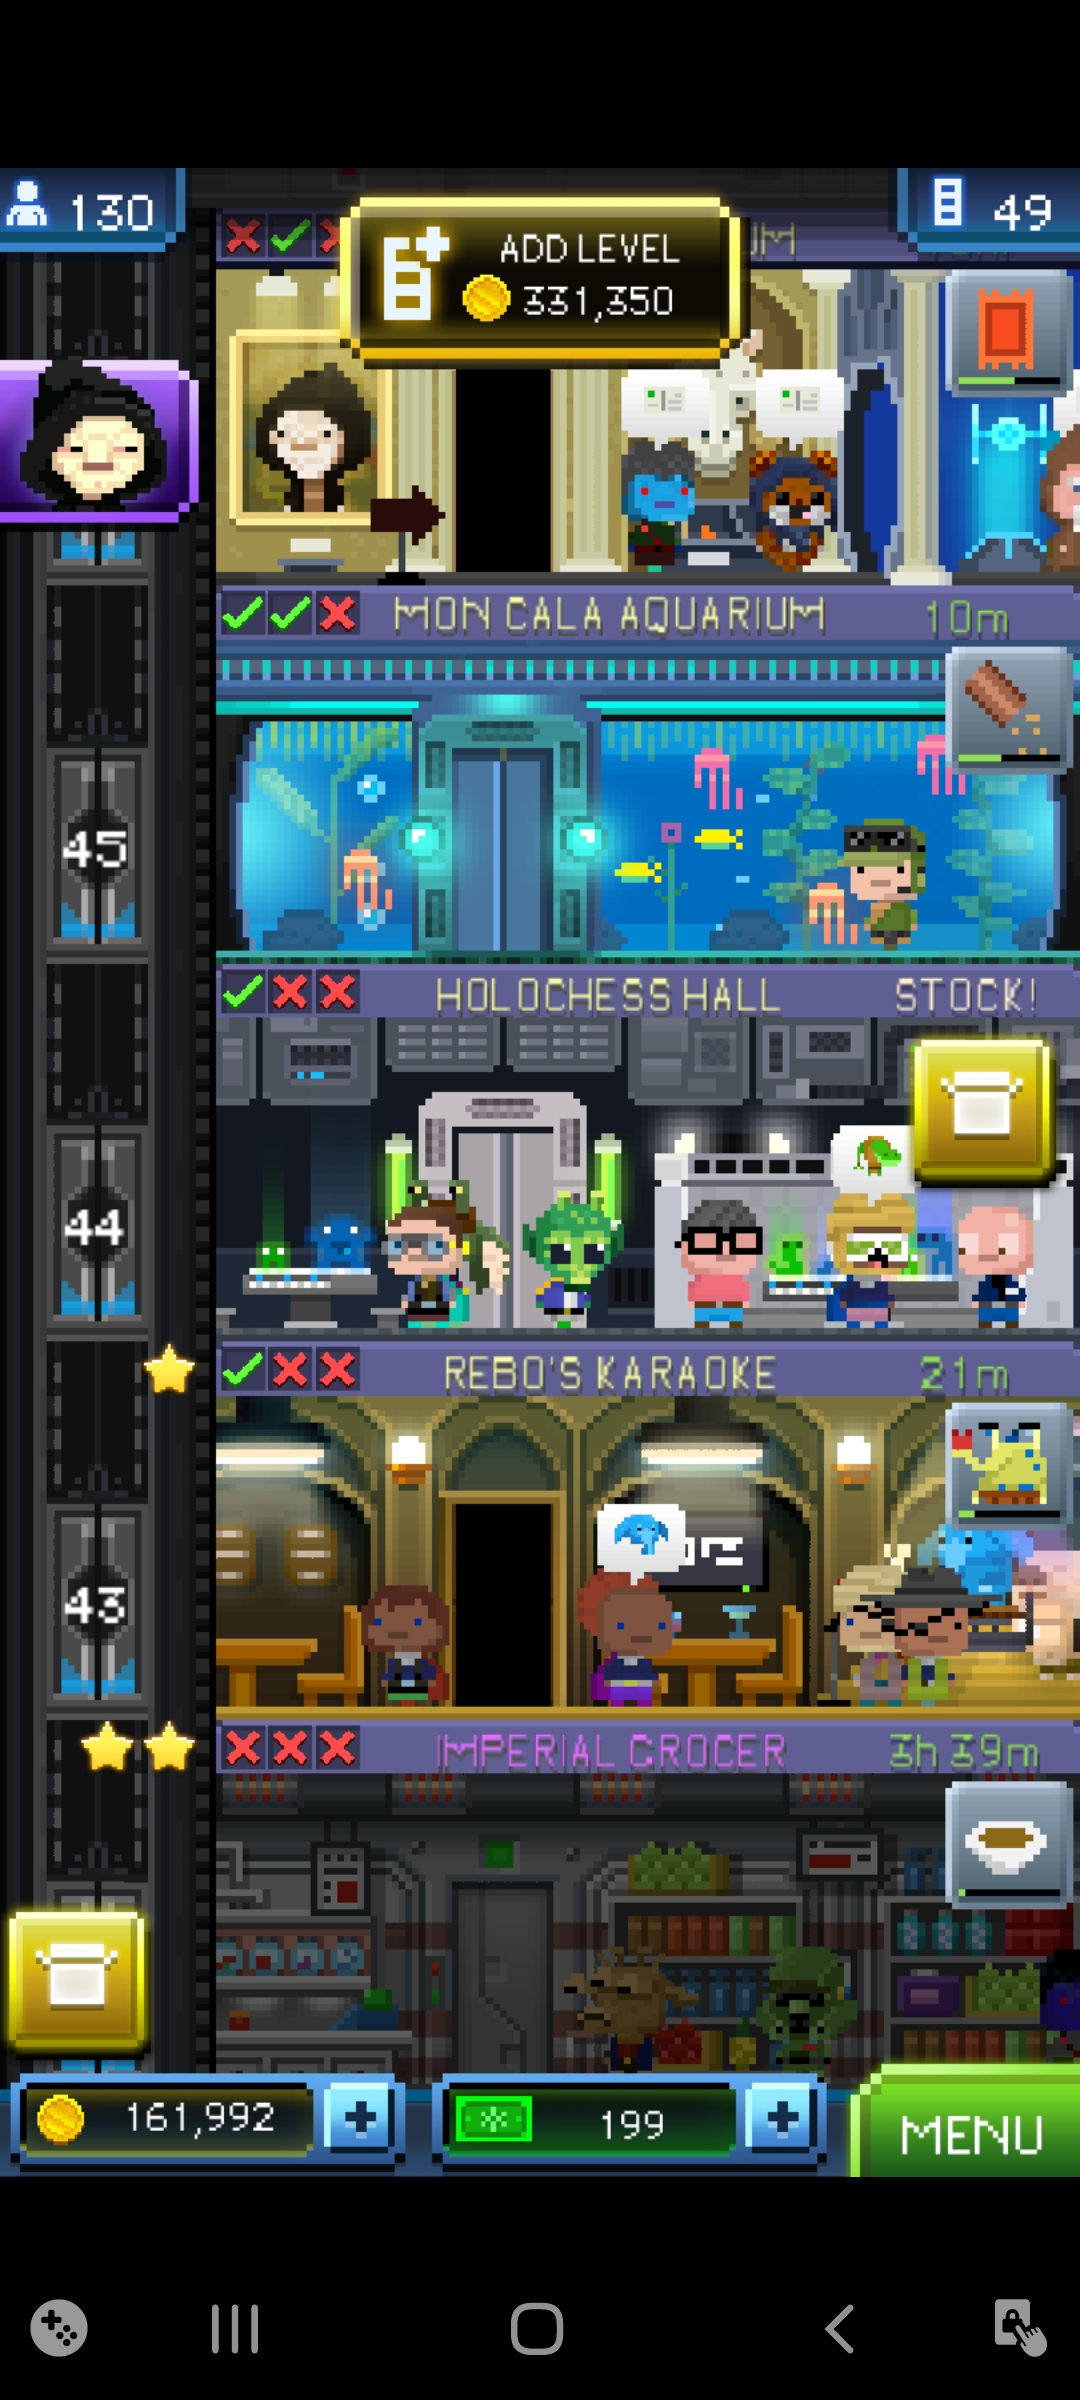 130
49
ADD LEVEL
331,350
MON CALA AQUARIUM 10m
45
HOLOCHESS HALL STOCK!
44
REBO'S KARAOKE 21m
43
IMPERIAL GROCER 3h 39m
161,992
199
MENU